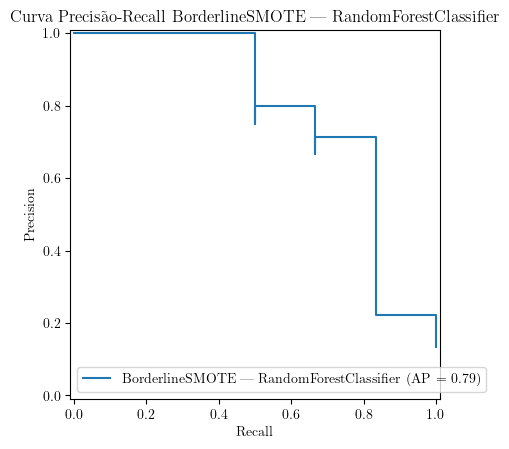 Curva Precisão-Recall BorderlineSMOTE — RandomForestClassifier
1.0
0.8
0.6
0.4
0.2
0.0
Precision
BorderlineSMOTE — RandomForestClassifier (AP = 0.79)
0.0 0.2 0.4 0.6 0.8 1.0
Recall